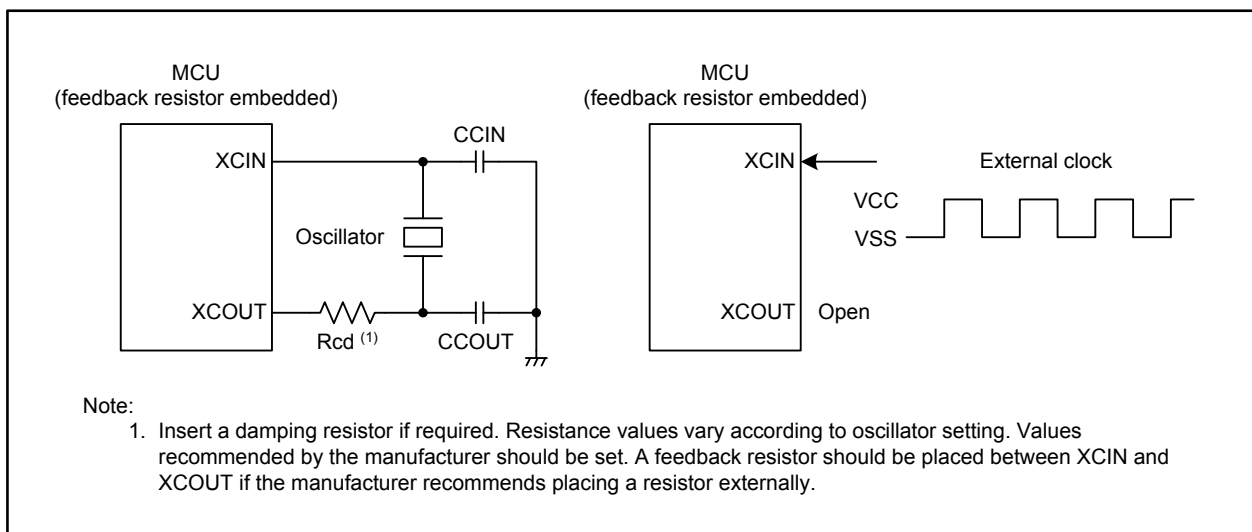 MCU
(feedback resistor embedded)
CCIN
XCIN
Oscillator
XCOUT
Rcd (1)
CCOUT
MCU
(feedback resistor embedded)
XCIN
External clock
VCC
VSS
XCOUT
Open
Note:
1. Insert a damping resistor if required. Resistance values vary according to oscillator setting. Values
recommended by the manufacturer should be set. A feedback resistor should be placed between XCIN and
XCOUT if the manufacturer recommends placing a resistor externally.